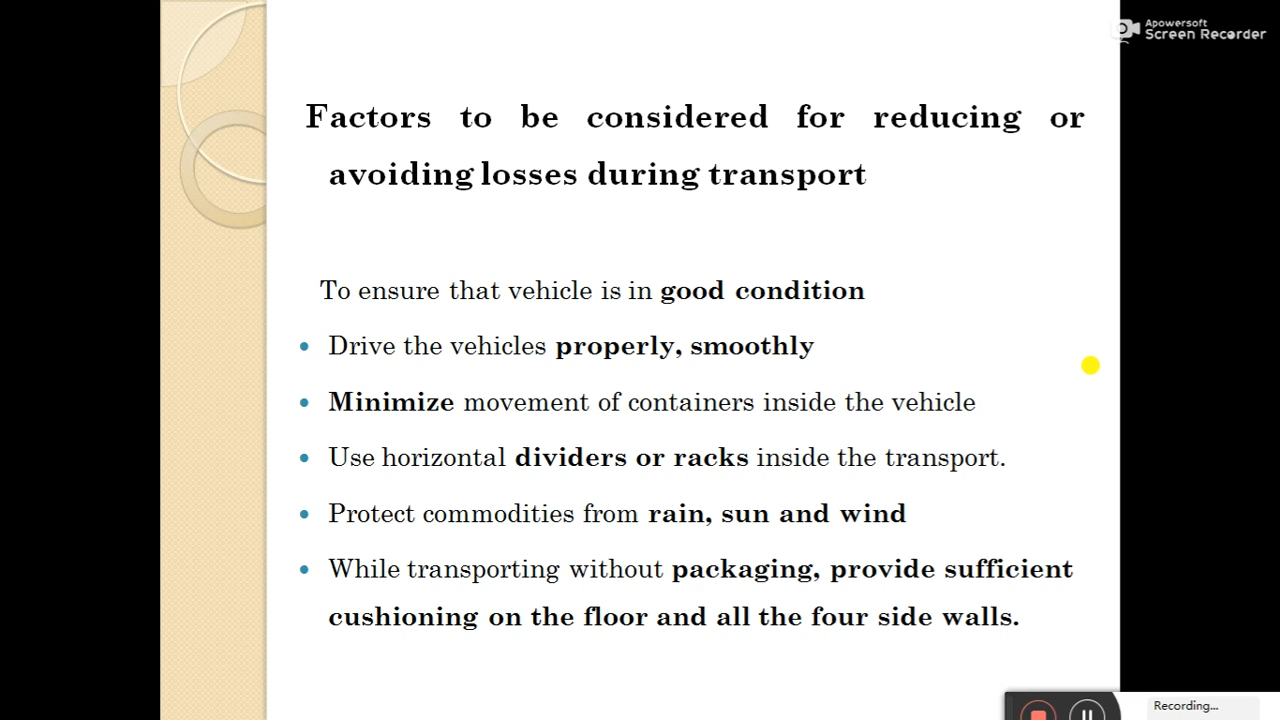 Apowersoft
Screen Recorder
Factors to be considered for reducing or
avoiding losses during transport
To ensure that vehicle is in good condition
• Drive the vehicles properly, smoothly
• Minimize movement of containers inside the vehicle
• Use horizontal dividers or racks inside the transport.
• Protect commodities from rain, sun and wind
• While transporting without packaging, provide sufficient
cushioning on the floor and all the four side walls.
Recording...